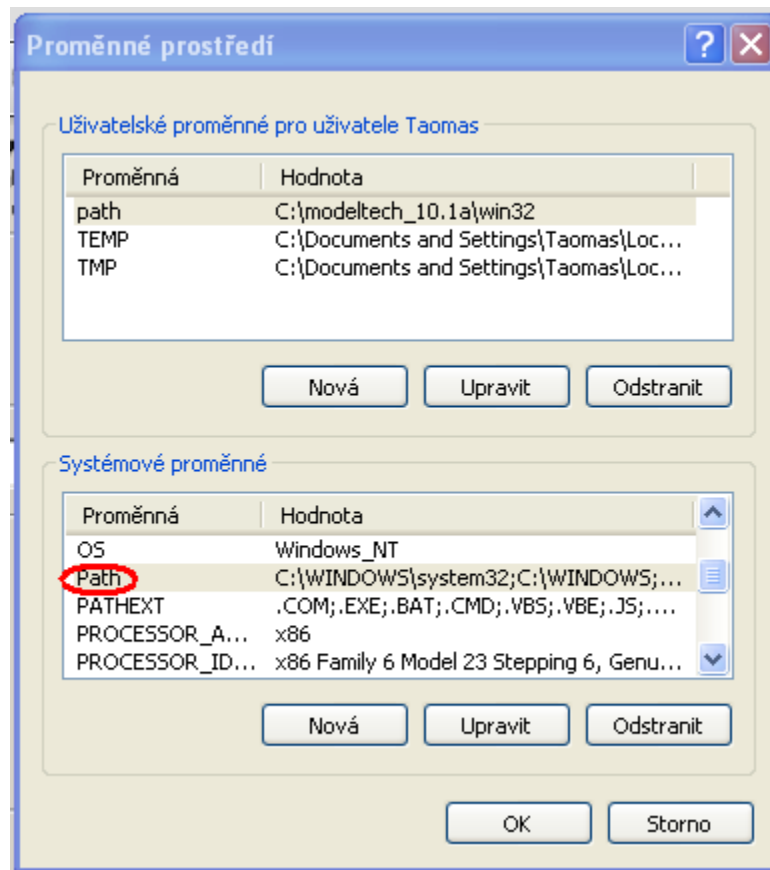 Proměnné prostředí
Uživatelské proměnné pro uživatele Taomas
Proměnná Hodnota
path C:\modeltech_10.1a\win32
TEMP C:\Documents and Settings\Taomas\Loc...
TMP C:\Documents and Settings\Taomas\Loc...
Nová Upravit Odstranit
Systémové proměnné
Proměnná Hodnota
OS Windows_NT
Path C:\WINDOWS\system32;C:\WINDOWS;...
PATHEXT .COM;.EXE;.BAT;.CMD;.VBS;.VBE;.JS;....
PROCESSOR_A... x86
PROCESSOR_ID... x86 Family 6 Model 23 Stepping 6, Genu...
Nová Upravit Odstranit
OK Storno